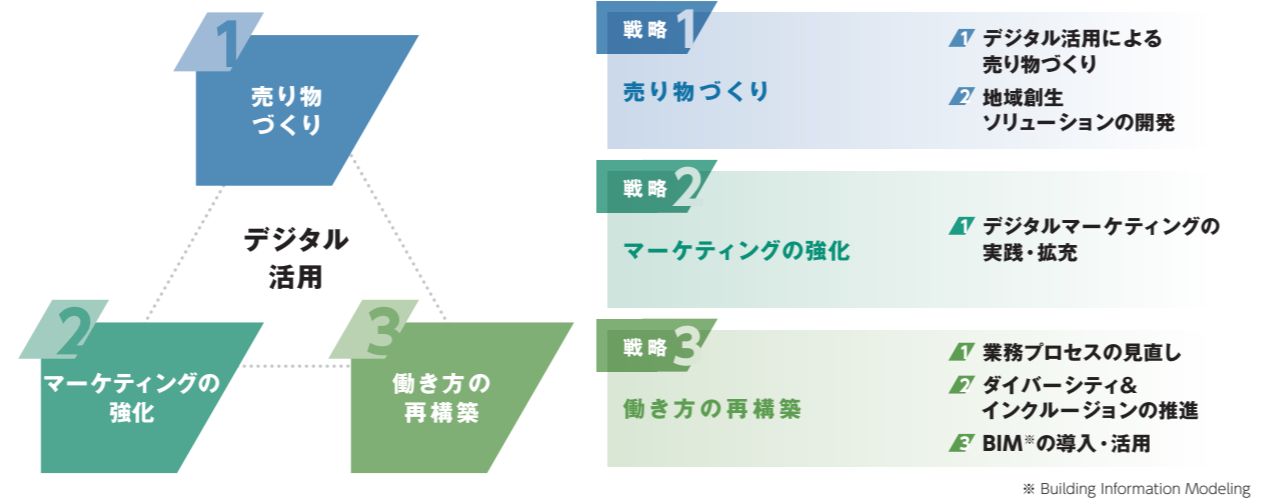 1
売り物
づくり
デジタル
活用
2
マーケティングの
強化
3
働き方の
再構築
戦略1
売り物づくり
1 デジタル活用による
売り物づくり
2 地域創生
ソリューションの開発
戦略2
マーケティングの強化
1 デジタルマーケティングの
実践・拡充
戦略3
働き方の再構築
1 業務プロセスの見直し
2 ダイバーシティ&
インクルージョンの推進
3 BIM※の導入・活用
※ Building Information Modeling